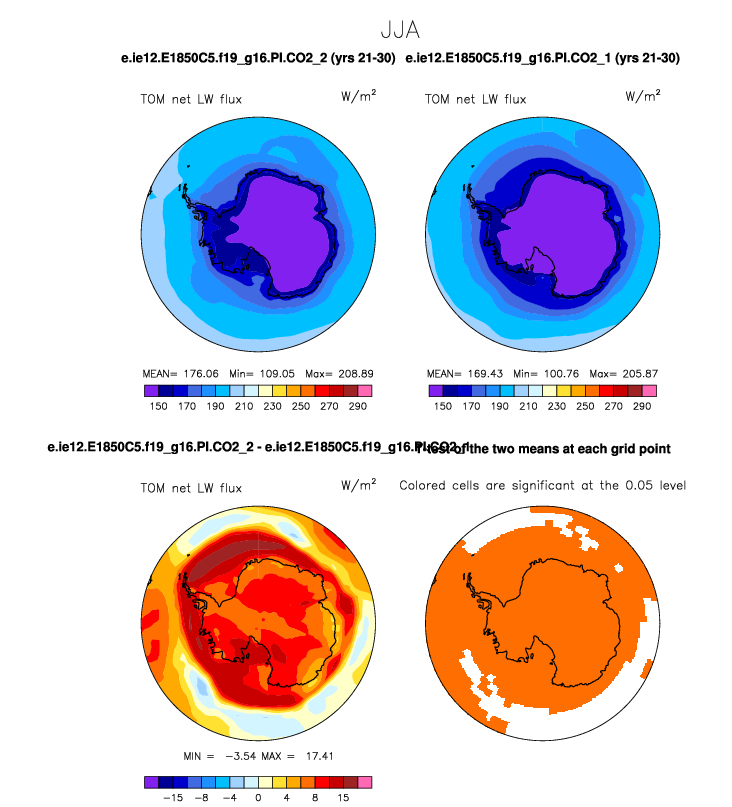 JJA
e.ie12.E1850C5.f19_g16.PI.CO2_2 (yrs 21-30) e.ie12.E1850C5.f19_g16.PI.CO2_1 (yrs 21-30)
TOM net LW flux W/m² TOM net LW flux W/m²
MEAN= 176.06 Min= 109.05 Max= 208.89 MEAN= 169.43 Min= 100.76 Max= 205.87
150 170 190 210 230 250 270 290 150 170 190 210 230 250 270 290
e.ie12.E1850C5.f19_g16.PI.CO2_2 - e.ie12.E1850C5.f19_g16.PI.CO2_1 T-test of the two means at each grid point
TOM net LW flux W/m² Colored cells are significant at the 0.05 level
MIN = -3.54 MAX = 17.41
-15 -8 -4 0 4 8 15